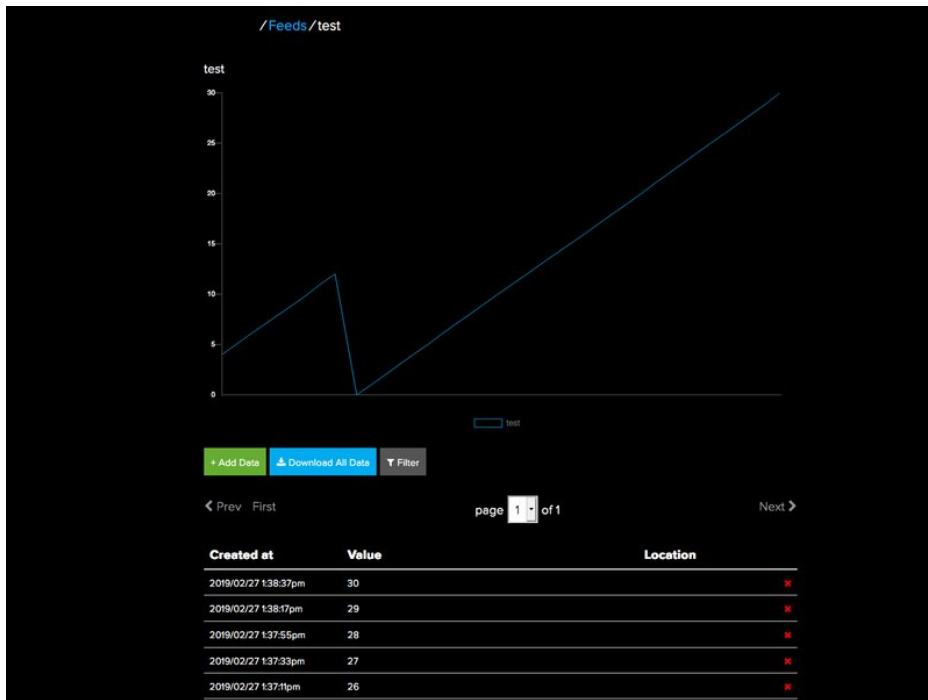 /Feeds/test
test
30
25
20
15
10
5
0
test
+ Add Data Download All Data Filter
Prev First page 1 of 1 Next
Created at Value Location
2019/02/27 1:38:37pm 30
2019/02/27 1:38:17pm 29
2019/02/27 1:37:55pm 28
2019/02/27 1:37:33pm 27
2019/02/27 1:37:11pm 26